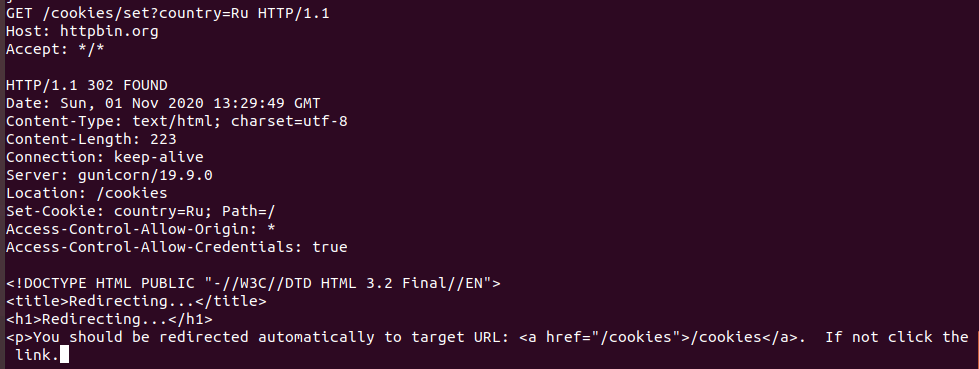 GET /cookies/set?country=Ru HTTP/1.1
Host: httpbin.org
Accept: */*

HTTP/1.1 302 FOUND
Date: Sun, 01 Nov 2020 13:29:49 GMT
Content-Type: text/html; charset=utf-8
Content-Length: 223
Connection: keep-alive
Server: gunicorn/19.9.0
Location: /cookies
Set-Cookie: country=Ru; Path=/
Access-Control-Allow-Origin: *
Access-Control-Allow-Credentials: true

<!DOCTYPE HTML PUBLIC "-//W3C//DTD HTML 3.2 Final//EN">
<title>Redirecting...</title>
<h1>Redirecting...</h1>
<p>You should be redirected automatically to target URL: <a href="/cookies">/cookies</a>.  If not click the
 link.